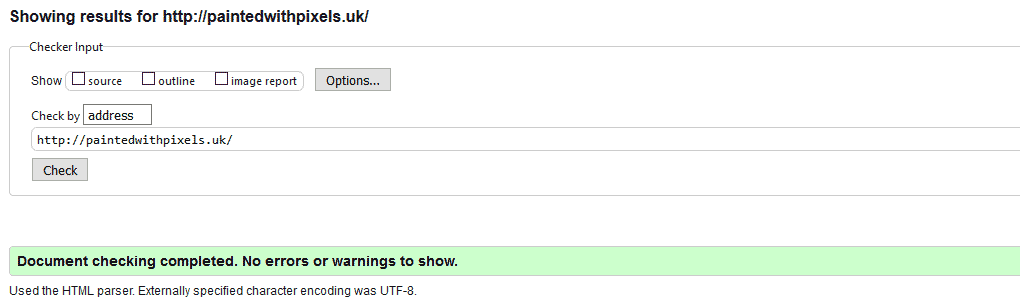 Showing results for http://paintedwithpixels.uk/
Checker Input
Show source outline image report Options...
Check by address
http://paintedwithpixels.uk/
Check
Document checking completed. No errors or warnings to show.
Used the HTML parser. Externally specified character encoding was UTF-8.